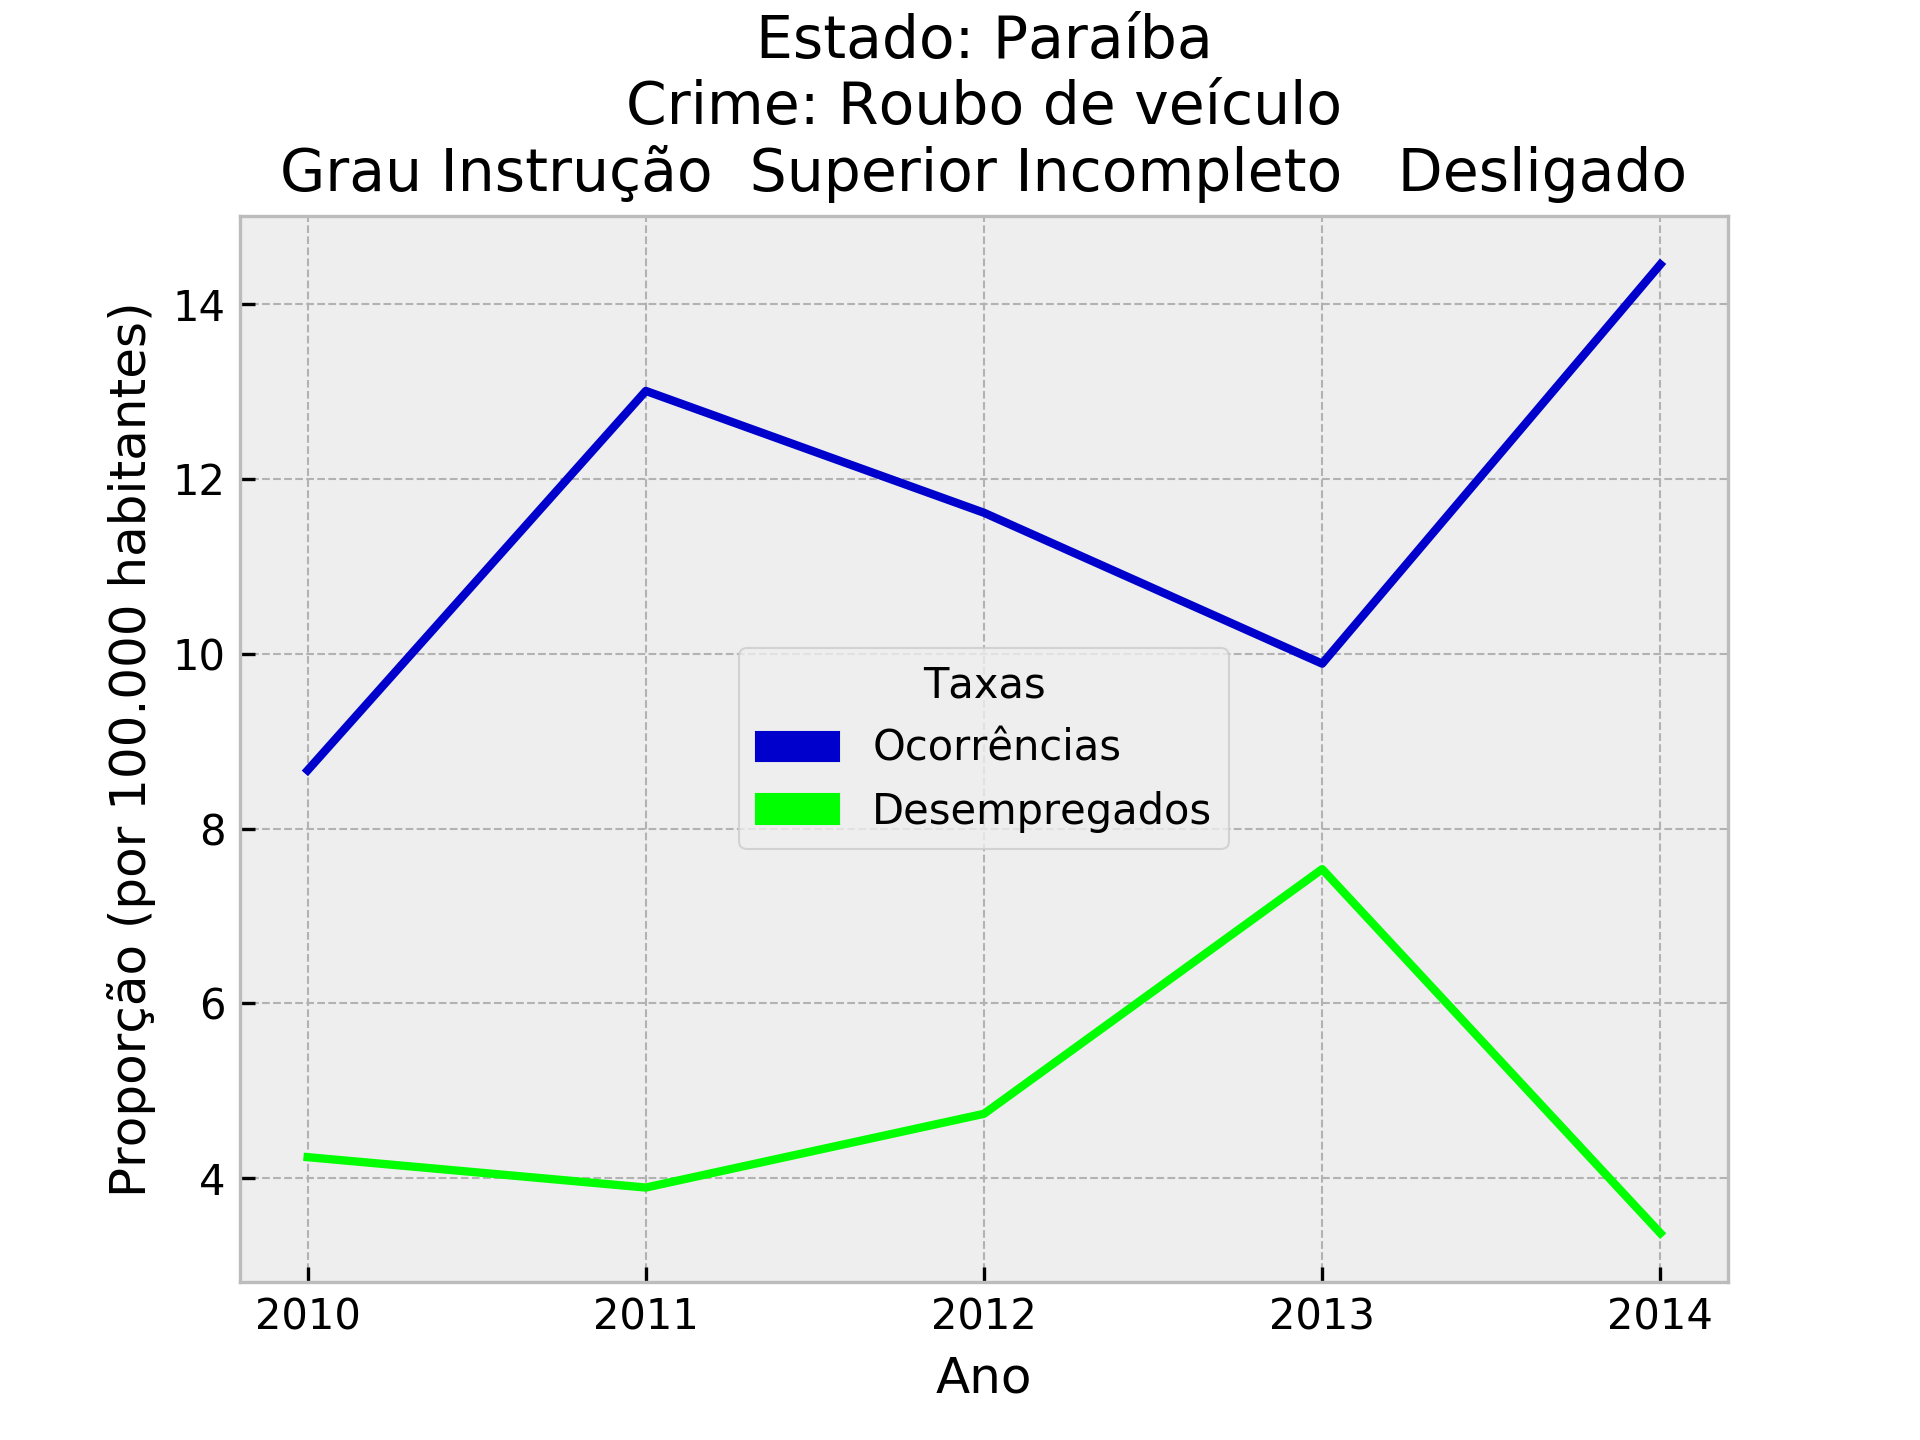 Estado: Paraíba
Crime: Roubo de veículo
Grau Instrução  Superior Incompleto   Desligado
Proporção (por 100.000 habitantes)
14
12
10
8
6
4
Taxas
Ocorrências
Desempregados
2010 2011 2012 2013 2014
Ano